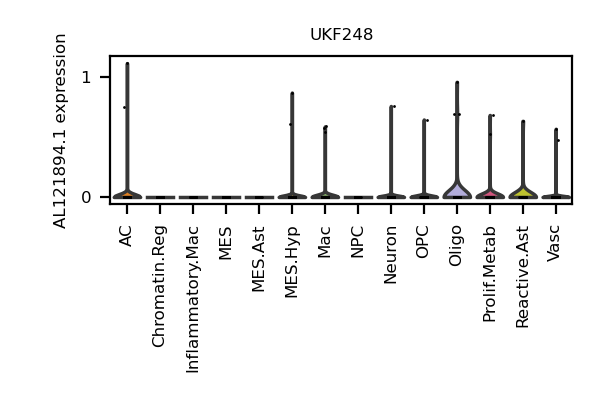 UKF248
AL121894.1 expression
1
0
AC
Chromatin.Reg
Inflammatory.Mac
MES
MES.Ast
MES.Hyp
Mac
NPC
Neuron
OPC
Oligo
Prolif.Metab
Reactive.Ast
Vasc